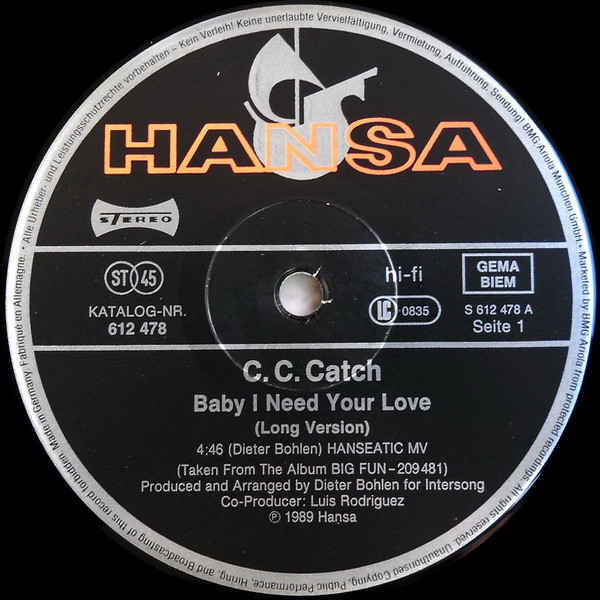 • Alle Urheber- und Leistungsschutzrechte vorbehalten – Kein Verleih! Keine unerlaubte Vervielfältigung, Vermietung, Aufführung, Sendung! BMG Ariola München GmbH. • Marketed by BMG Ariola from protected recordings. All rights reserved. Unauthorised Copying, Public Performance, Hiring, and Broadcasting of this record forbidden. Made in Germany. Fabriqué en Allemagne.
HANSA
STEREO
ST 45
hi-fi
GEMA
BIEM
KATALOG-NR.
612 478
LC 0835
S 612 478 A
Seite 1
C. C. Catch
Baby I Need Your Love
(Long Version)
4:46 (Dieter Bohlen) HANSEATIC MV
(Taken From The Album BIG FUN – 209 481)
Produced and Arranged by Dieter Bohlen for Intersong
Co-Producer: Luis Rodriguez
℗ 1989 Hansa